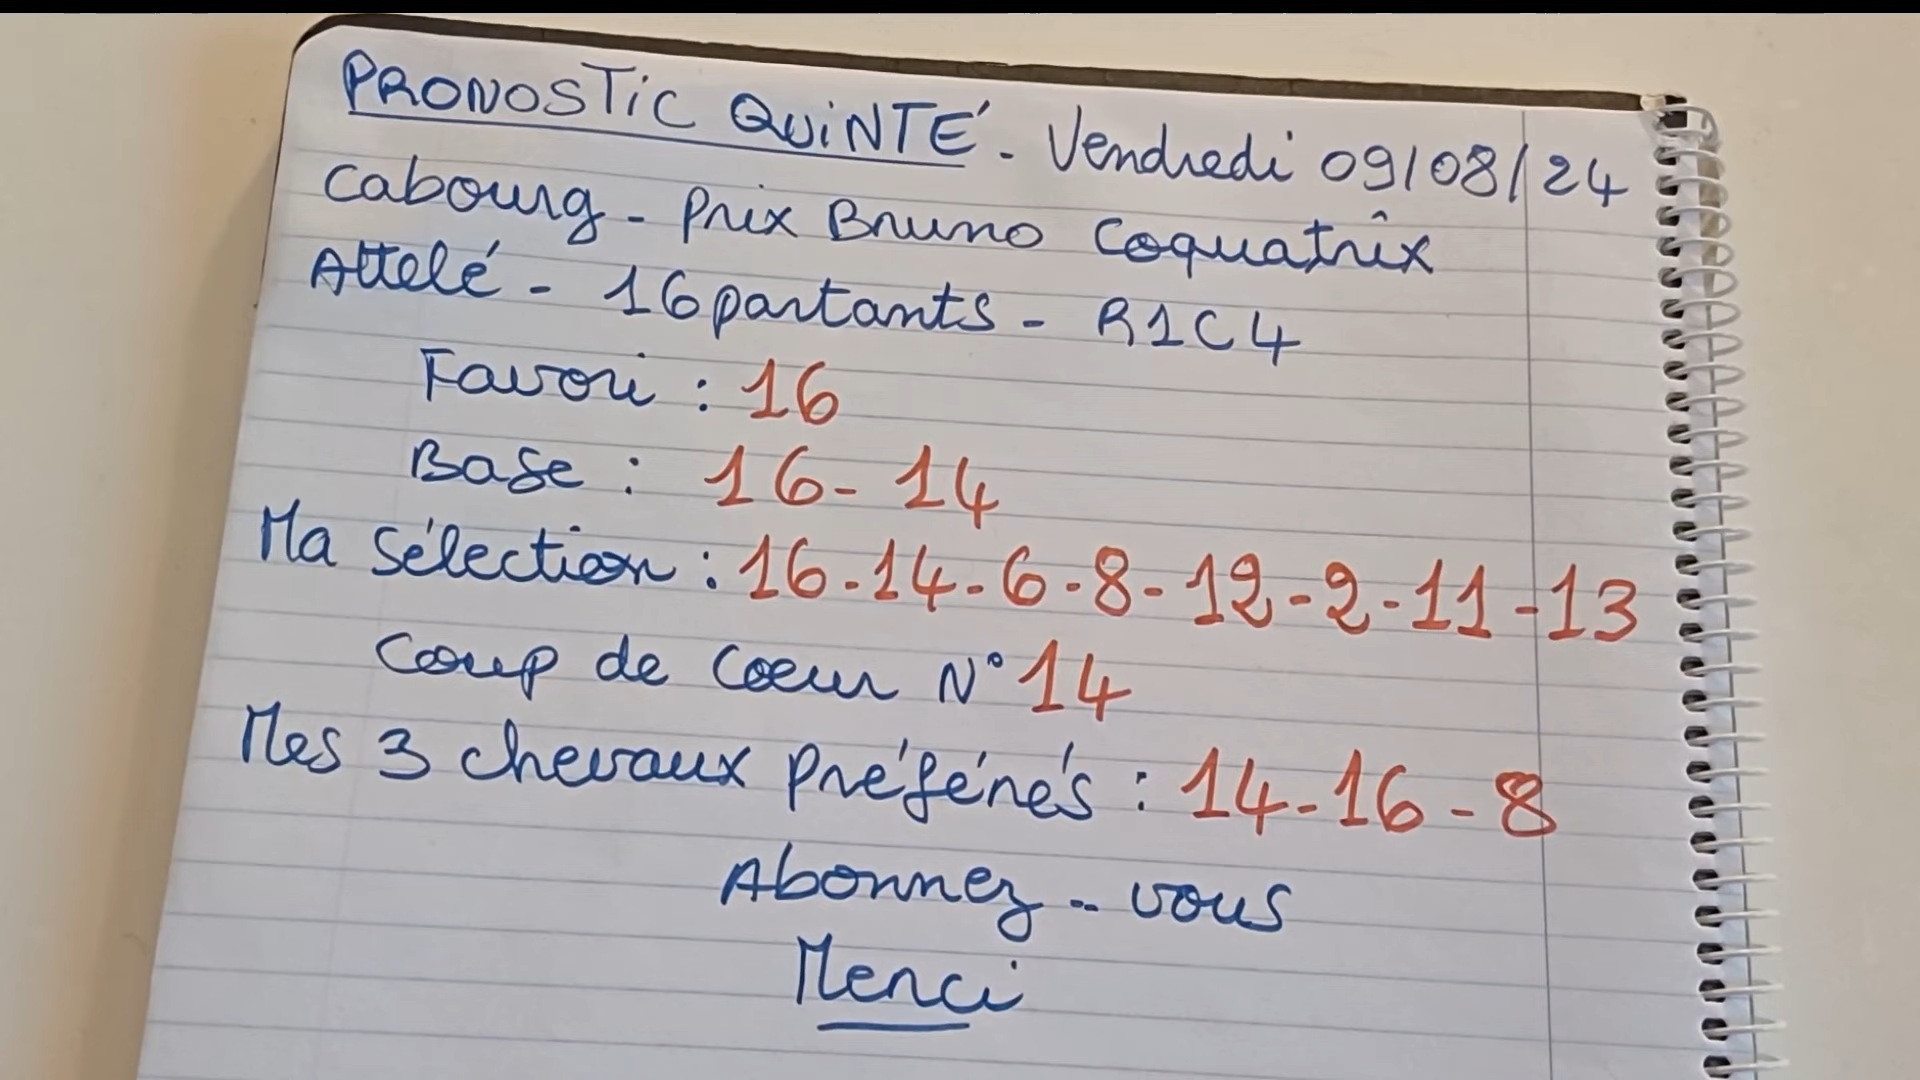 PRONOSTIC QUINTÉ - Vendredi 09/08/24
Cabourg - Prix Bruno Coquatrîx
Attelé - 16 partants - R1C4
Favori : 16
Base : 16 - 14
Ma Sélection : 16 - 14 - 6 - 8 - 12 - 2 - 11 - 13
Coup de Coeur N° 14
Mes 3 chevaux préférés : 14 - 16 - 8
Abonnez - vous
Merci